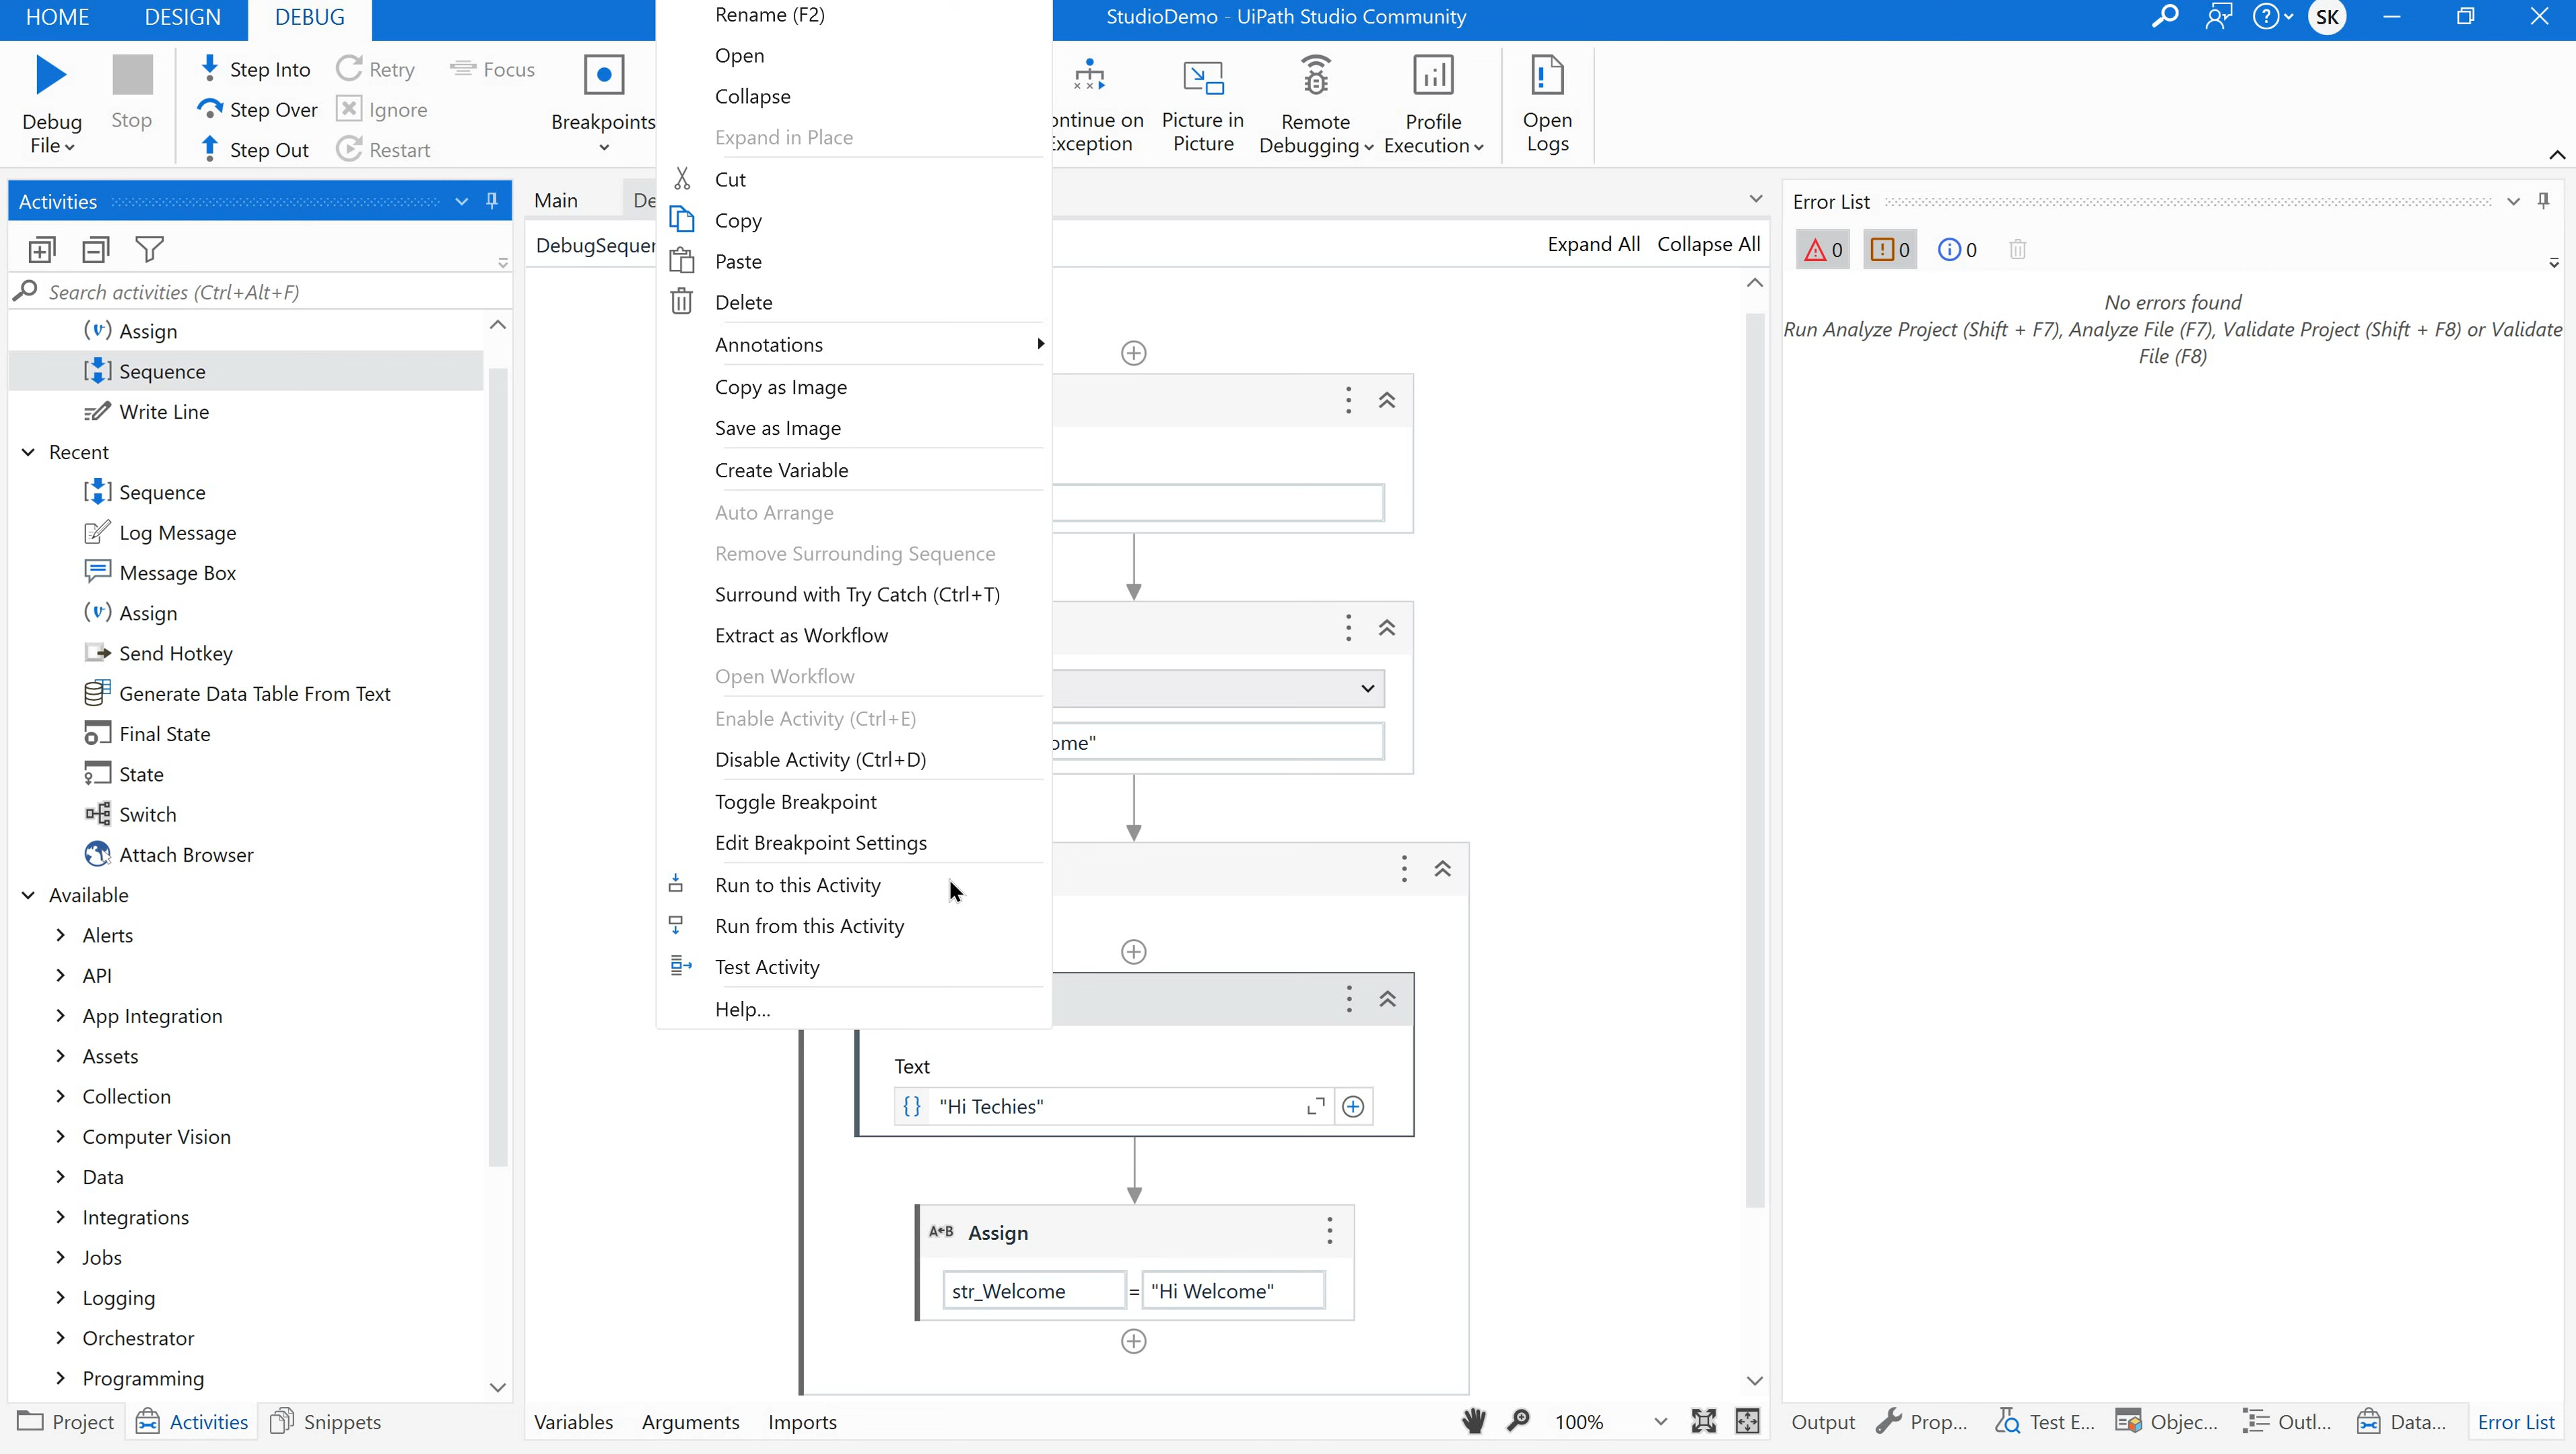 HOME
DESIGN
DEBUG
StudioDemo - UiPath Studio Community
SK
Debug
File
Stop
Step Into
Step Over
Step Out
Retry
Ignore
Restart
Focus
Breakpoints
ontinue on
Exception
Picture in
Picture
Remote
Debugging
Profile
Execution
Open
Logs
Activities
Search activities (Ctrl+Alt+F)
Assign
Sequence
Write Line
Recent
Sequence
Log Message
Message Box
Assign
Send Hotkey
Generate Data Table From Text
Final State
State
Switch
Attach Browser
Available
Alerts
API
App Integration
Assets
Collection
Computer Vision
Data
Integrations
Jobs
Logging
Orchestrator
Programming
Project
Activities
Snippets
Main
De
DebugSequer
Expand All
Collapse All
Rename (F2)
Open
Collapse
Expand in Place
Cut
Copy
Paste
Delete
Annotations
Copy as Image
Save as Image
Create Variable
Auto Arrange
Remove Surrounding Sequence
Surround with Try Catch (Ctrl+T)
Extract as Workflow
Open Workflow
Enable Activity (Ctrl+E)
Disable Activity (Ctrl+D)
Toggle Breakpoint
Edit Breakpoint Settings
Run to this Activity
Run from this Activity
Test Activity
Help...
ome"
Text
{} "Hi Techies"
A←B Assign
str_Welcome = "Hi Welcome"
Variables
Arguments
Imports
100%
Error List
0
0
0
No errors found
Run Analyze Project (Shift + F7), Analyze File (F7), Validate Project (Shift + F8) or Validate
File (F8)
Output
Prop...
Test E...
Objec...
Outl...
Data...
Error List